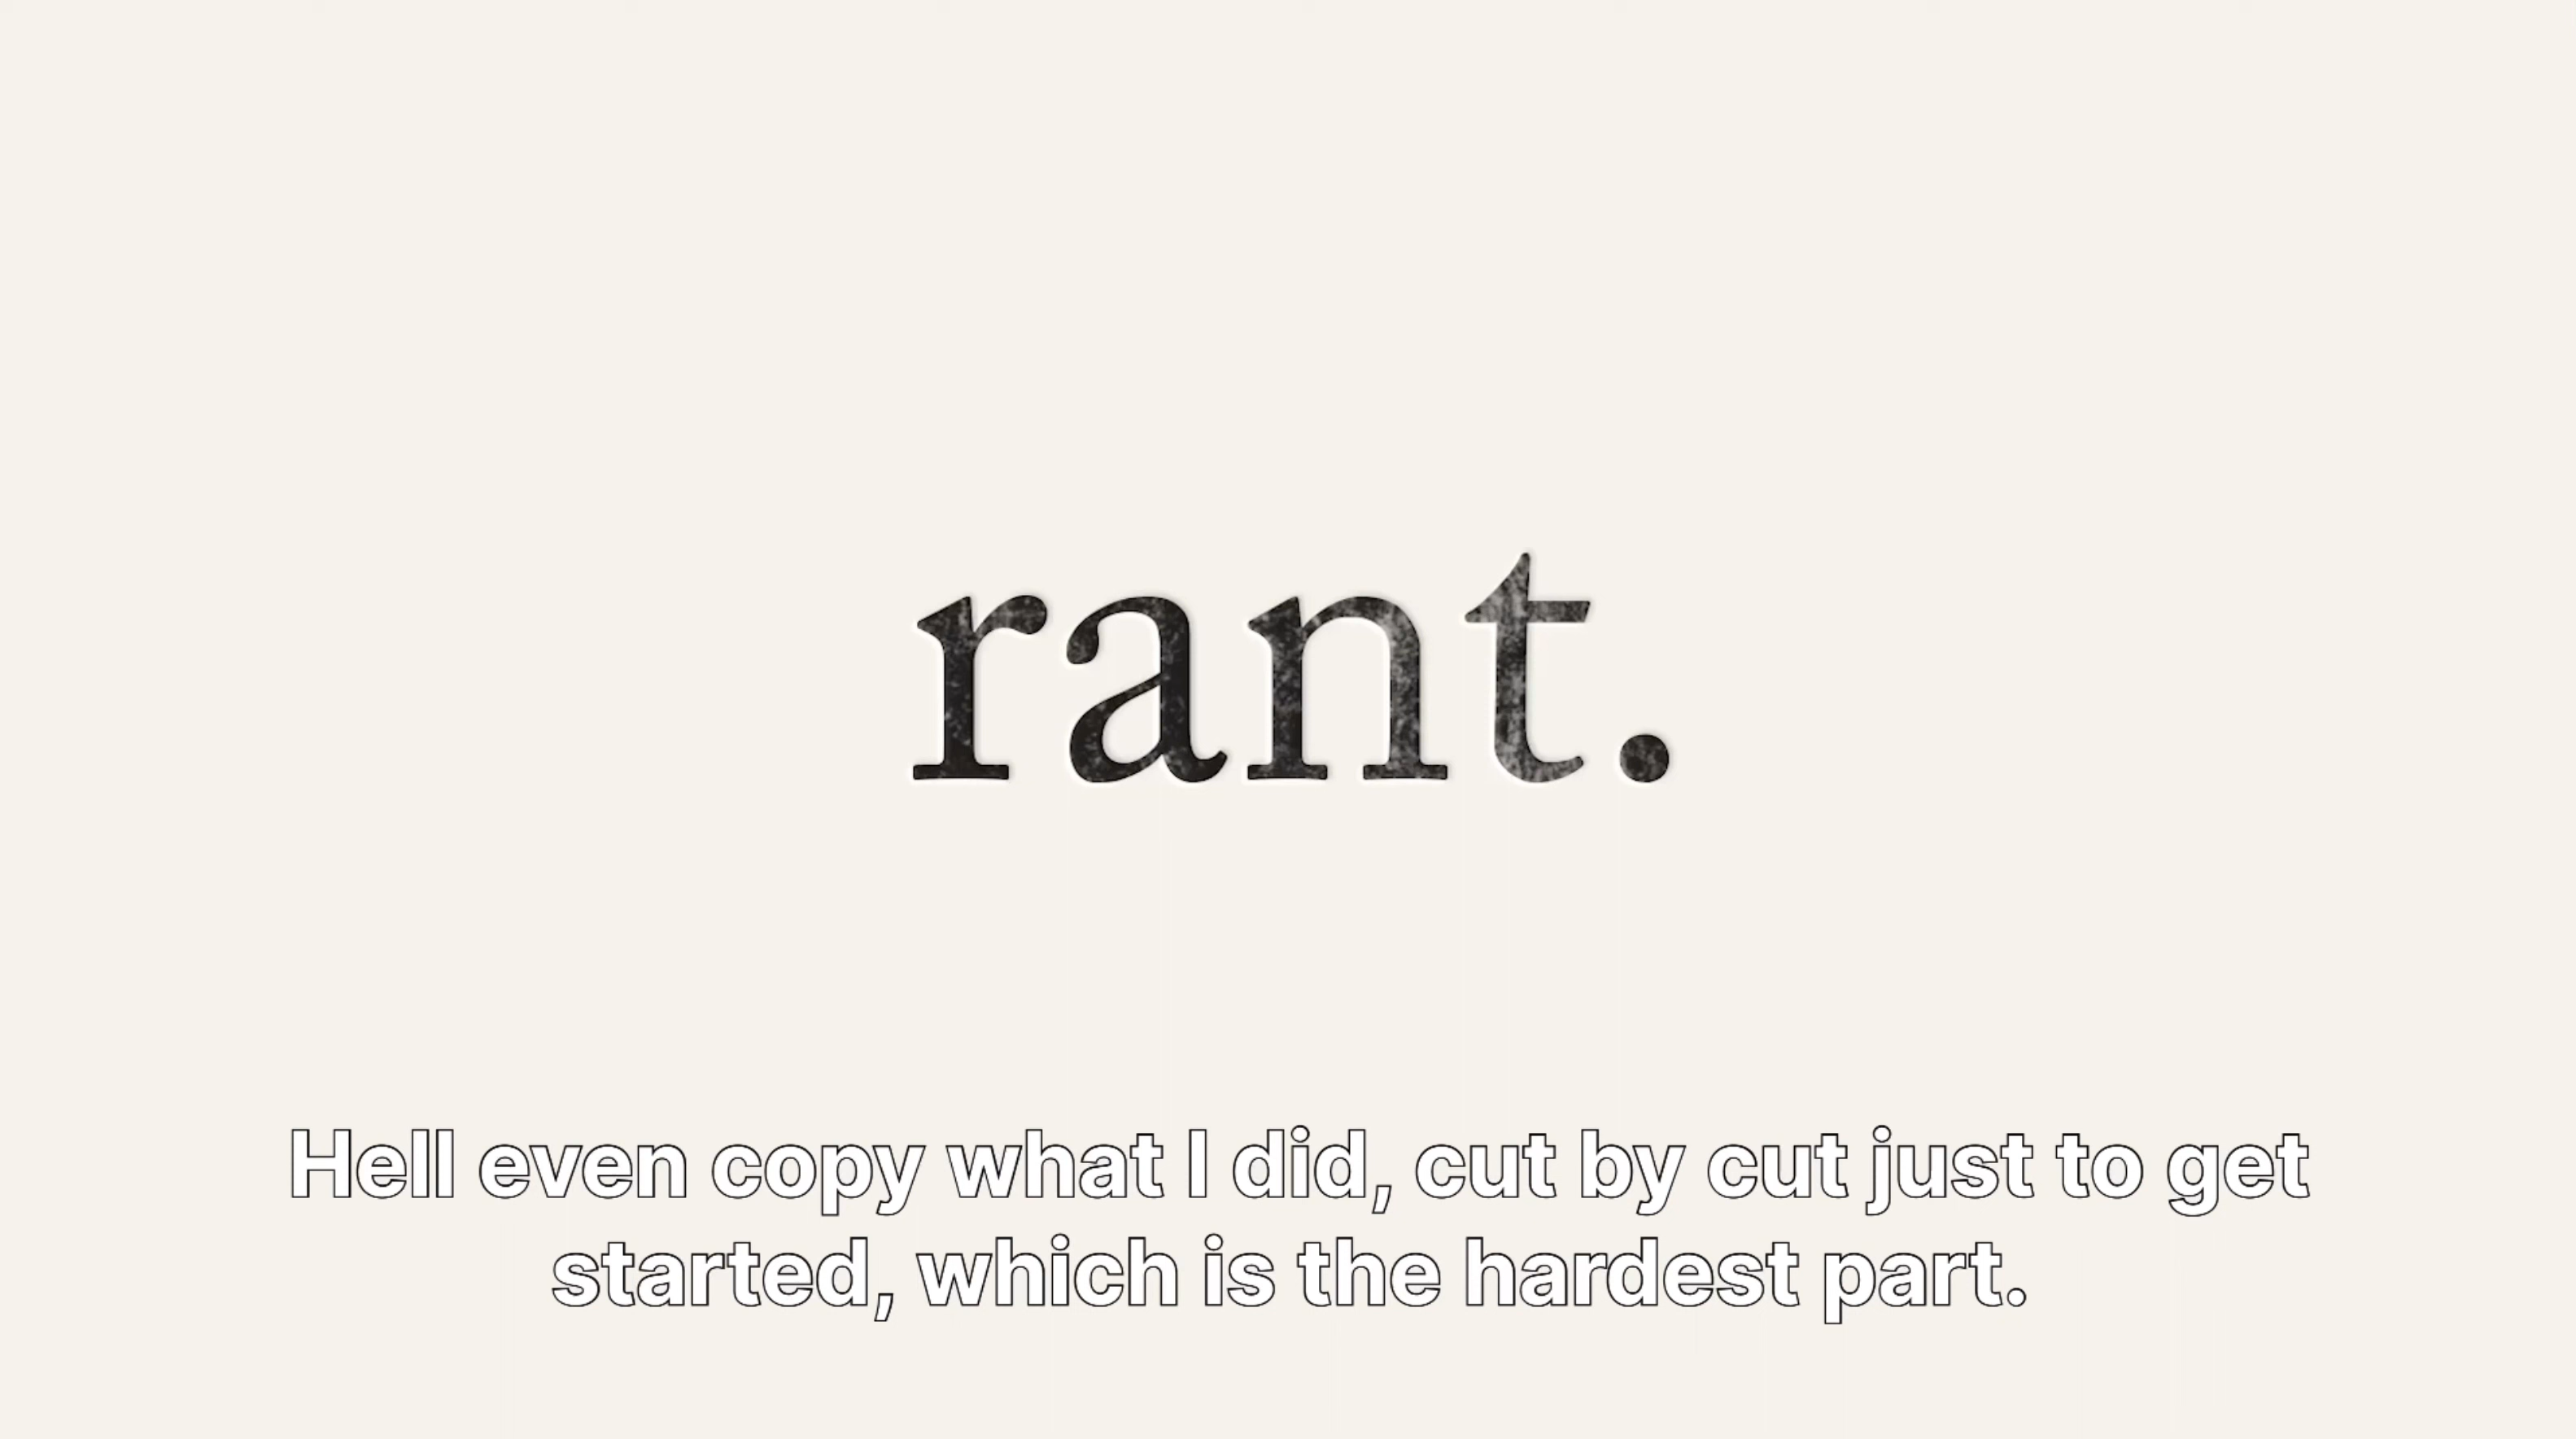 rant.
Hell even copy what I did, cut by cut just to get
started, which is the hardest part.